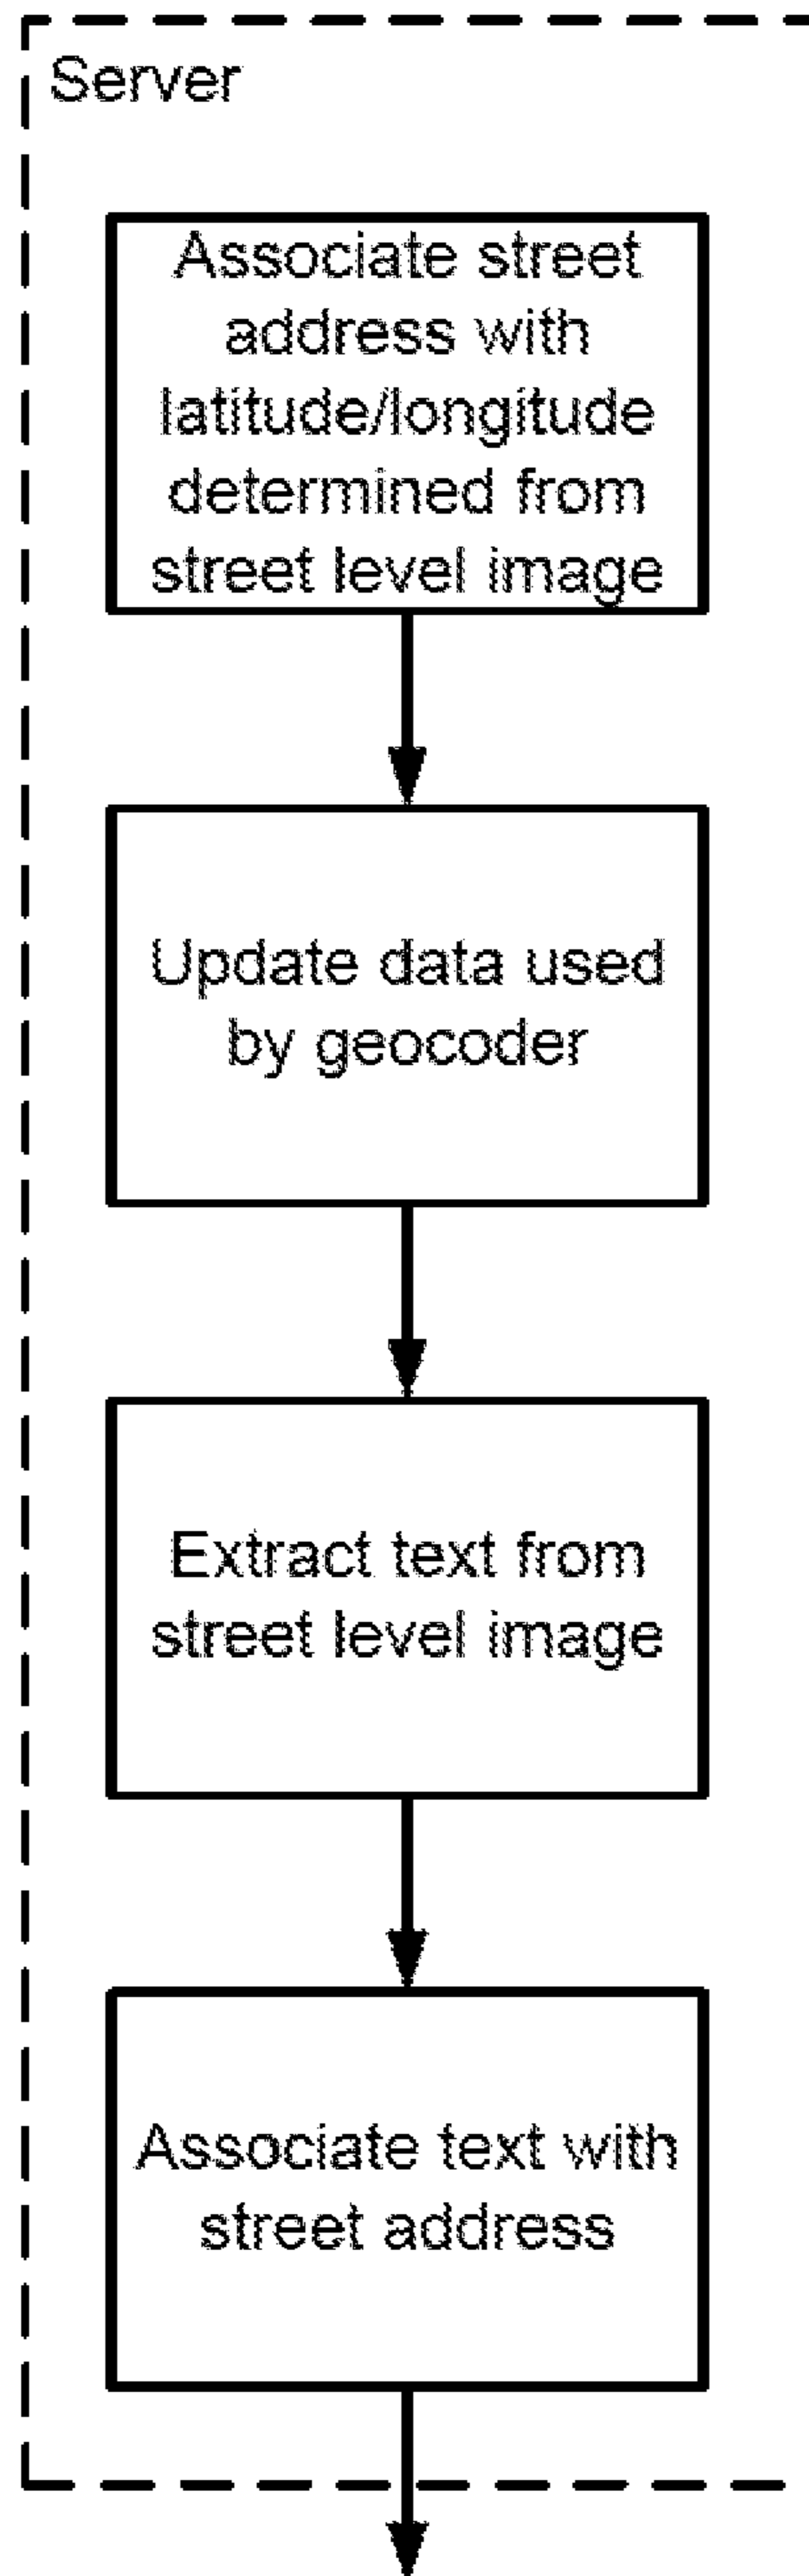 Server
Associate street
address with
latitude/longitude
determined from
street level image
Update data used
by geocoder
Extract text from
street level image
Associate text with
street address